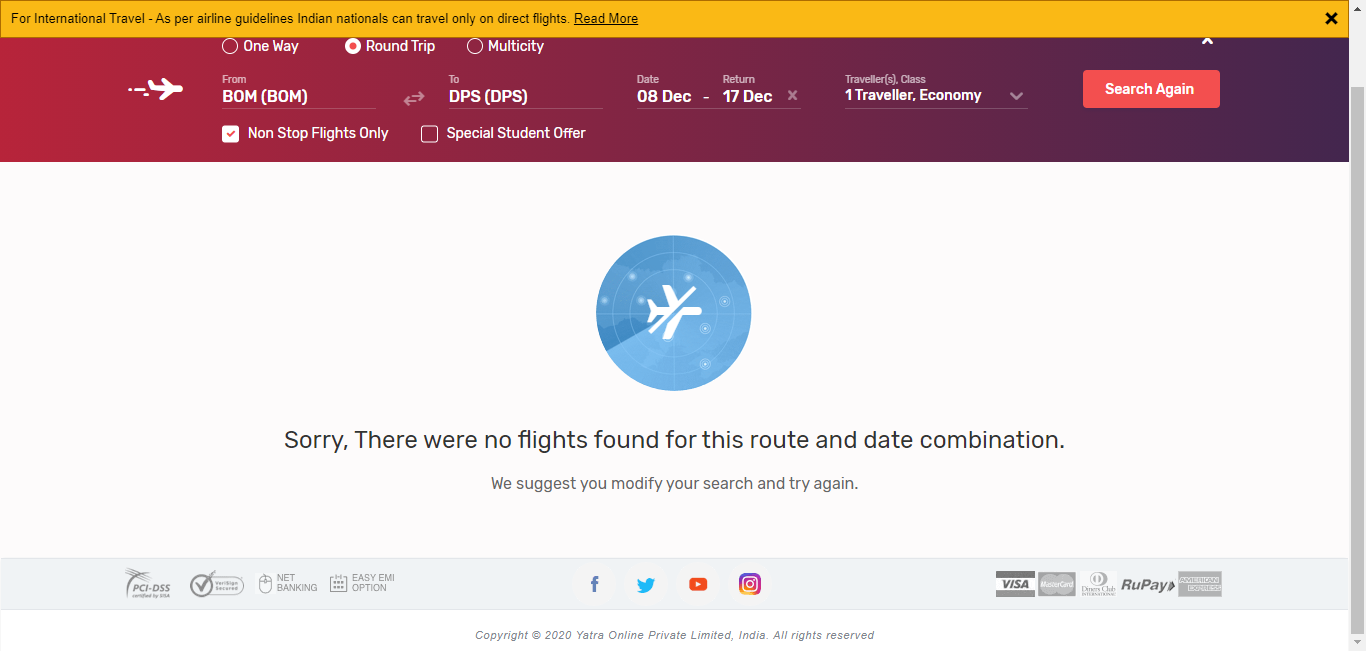 For International Travel - As per airline guidelines Indian nationals can travel only on direct flights. Read More
One Way Round Trip Multicity
From To Date Return Traveller(s), Class
BOM (BOM) DPS (DPS) 08 Dec - 17 Dec 1 Traveller, Economy Search Again
Non Stop Flights Only Special Student Offer
Sorry, There were no flights found for this route and date combination.
We suggest you modify your search and try again.
PCI-DSS
certified by SISA
VeriSign
Secured
NET
BANKING
EASY EMI
OPTION
VISA
MasterCard
Diners Club
INTERNATIONAL
RuPay
AMERICAN
EXPRESS
Copyright © 2020 Yatra Online Private Limited, India. All rights reserved